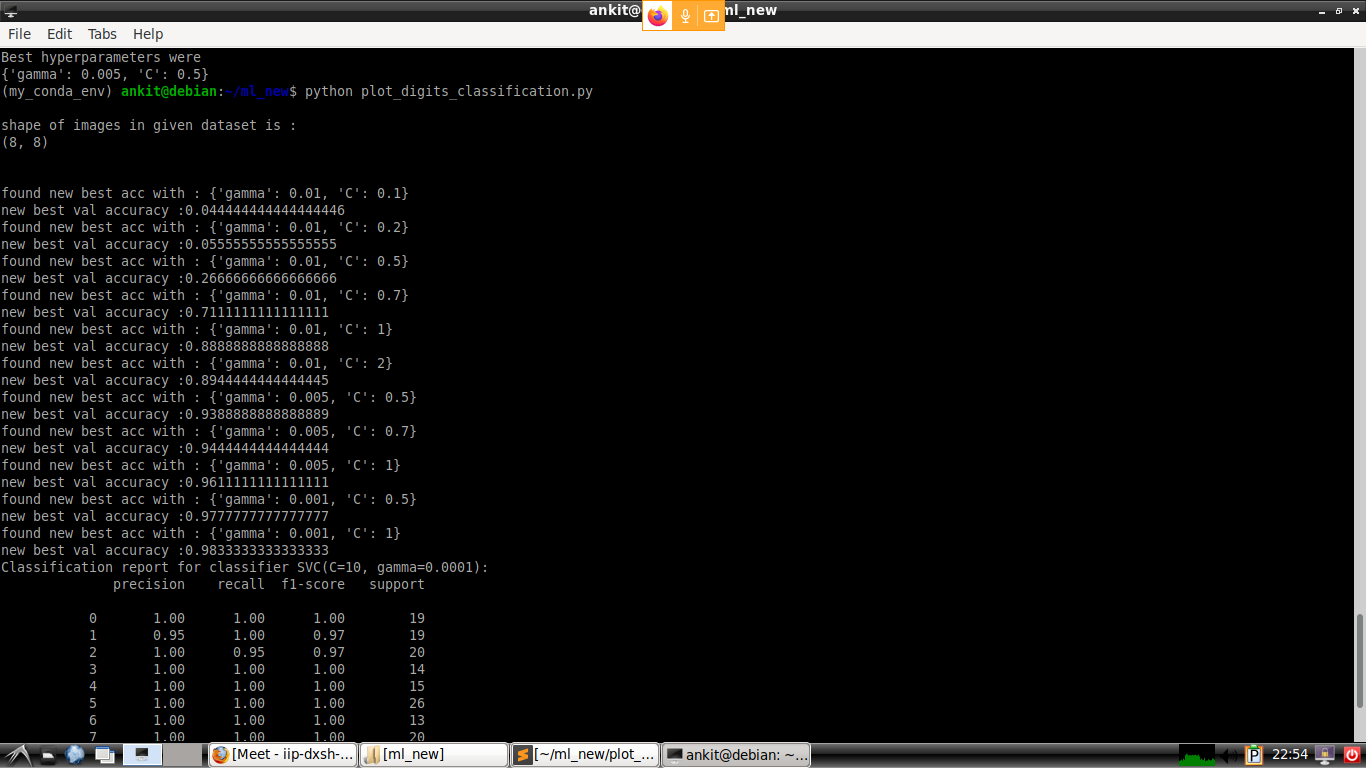 ankit@ ml_new
File Edit Tabs Help
Best hyperparameters were
{'gamma': 0.005, 'C': 0.5}
(my_conda_env) ankit@debian:~/ml_new$ python plot_digits_classification.py
shape of images in given dataset is :
(8, 8)
found new best acc with : {'gamma': 0.01, 'C': 0.1}
new best val accuracy :0.044444444444444446
found new best acc with : {'gamma': 0.01, 'C': 0.2}
new best val accuracy :0.05555555555555555
found new best acc with : {'gamma': 0.01, 'C': 0.5}
new best val accuracy :0.26666666666666666
found new best acc with : {'gamma': 0.01, 'C': 0.7}
new best val accuracy :0.7111111111111111
found new best acc with : {'gamma': 0.01, 'C': 1}
new best val accuracy :0.8888888888888888
found new best acc with : {'gamma': 0.01, 'C': 2}
new best val accuracy :0.8944444444444445
found new best acc with : {'gamma': 0.005, 'C': 0.5}
new best val accuracy :0.9388888888888889
found new best acc with : {'gamma': 0.005, 'C': 0.7}
new best val accuracy :0.9444444444444444
found new best acc with : {'gamma': 0.005, 'C': 1}
new best val accuracy :0.9611111111111111
found new best acc with : {'gamma': 0.001, 'C': 0.5}
new best val accuracy :0.9777777777777777
found new best acc with : {'gamma': 0.001, 'C': 1}
new best val accuracy :0.9833333333333333
Classification report for classifier SVC(C=10, gamma=0.0001):
precision recall f1-score support
0 1.00 1.00 1.00 19
1 0.95 1.00 0.97 19
2 1.00 0.95 0.97 20
3 1.00 1.00 1.00 14
4 1.00 1.00 1.00 15
5 1.00 1.00 1.00 26
6 1.00 1.00 1.00 13
7 1.00 1.00 1.00 20
[Meet - iip-dxsh-... [ml_new] [~/ml_new/plot_... ankit@debian: ~... P 22:54